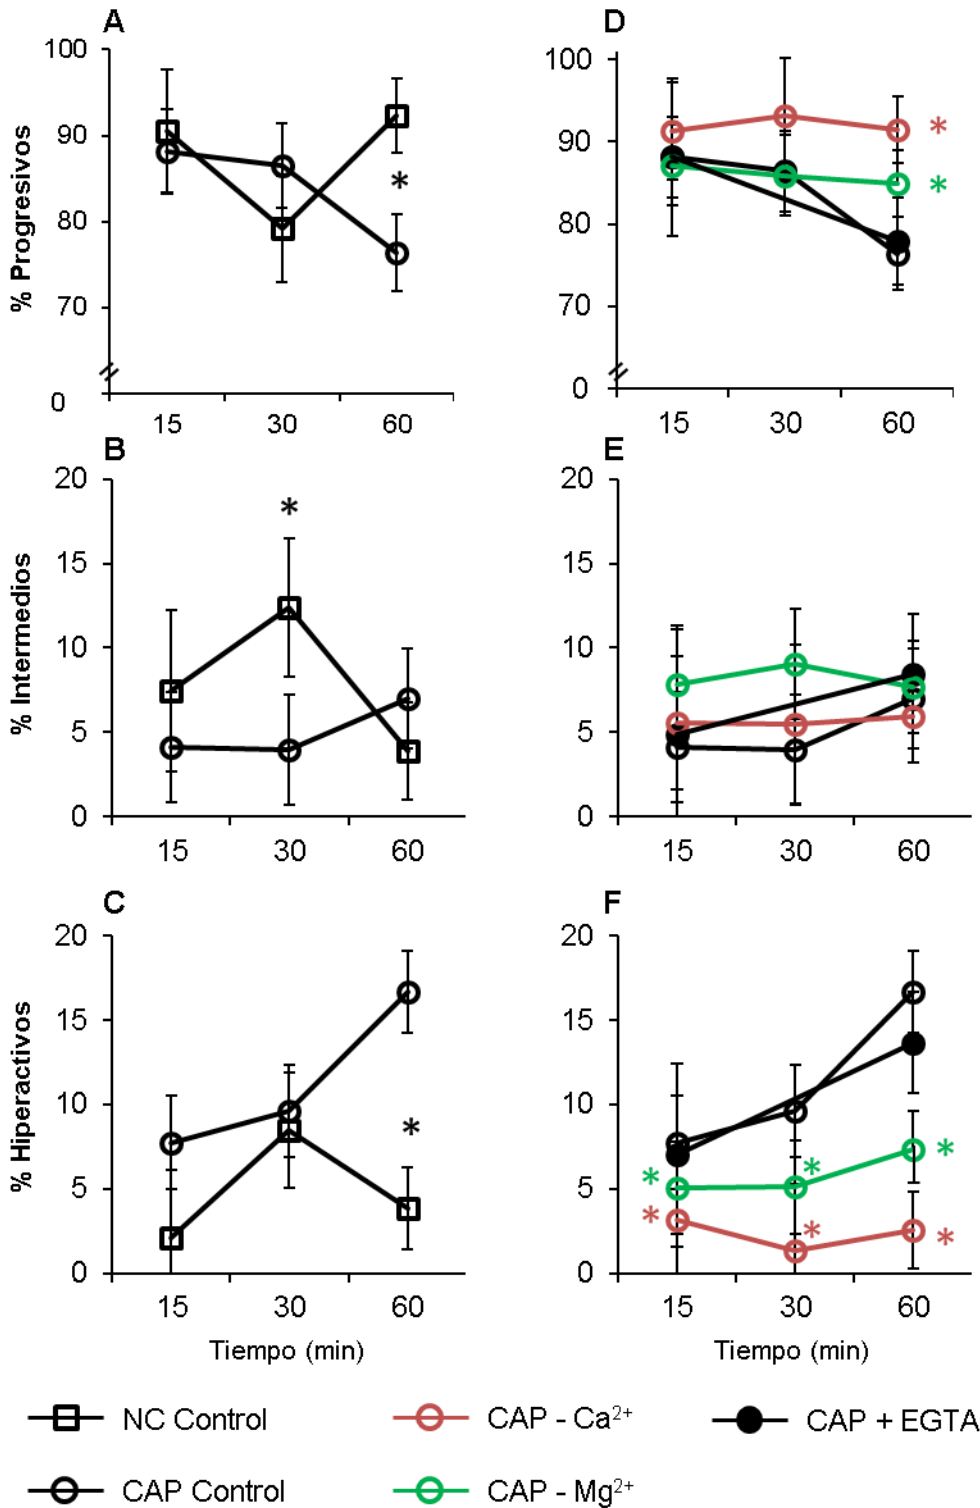 A
% Progresivos
100
90
80
70
0
15 30 60
*
D
100
90
80
70
0
15 30 60
*
*
B
% Intermedios
20
15
10
5
0
15 30 60
*
E
20
15
10
5
0
15 30 60
C
% Hiperactivos
20
15
10
5
0
15 30 60
Tiempo (min)
*
F
20
15
10
5
0
15 30 60
Tiempo (min)
* * *
* * *
NC Control
CAP - Ca²⁺
CAP + EGTA
CAP Control
CAP - Mg²⁺